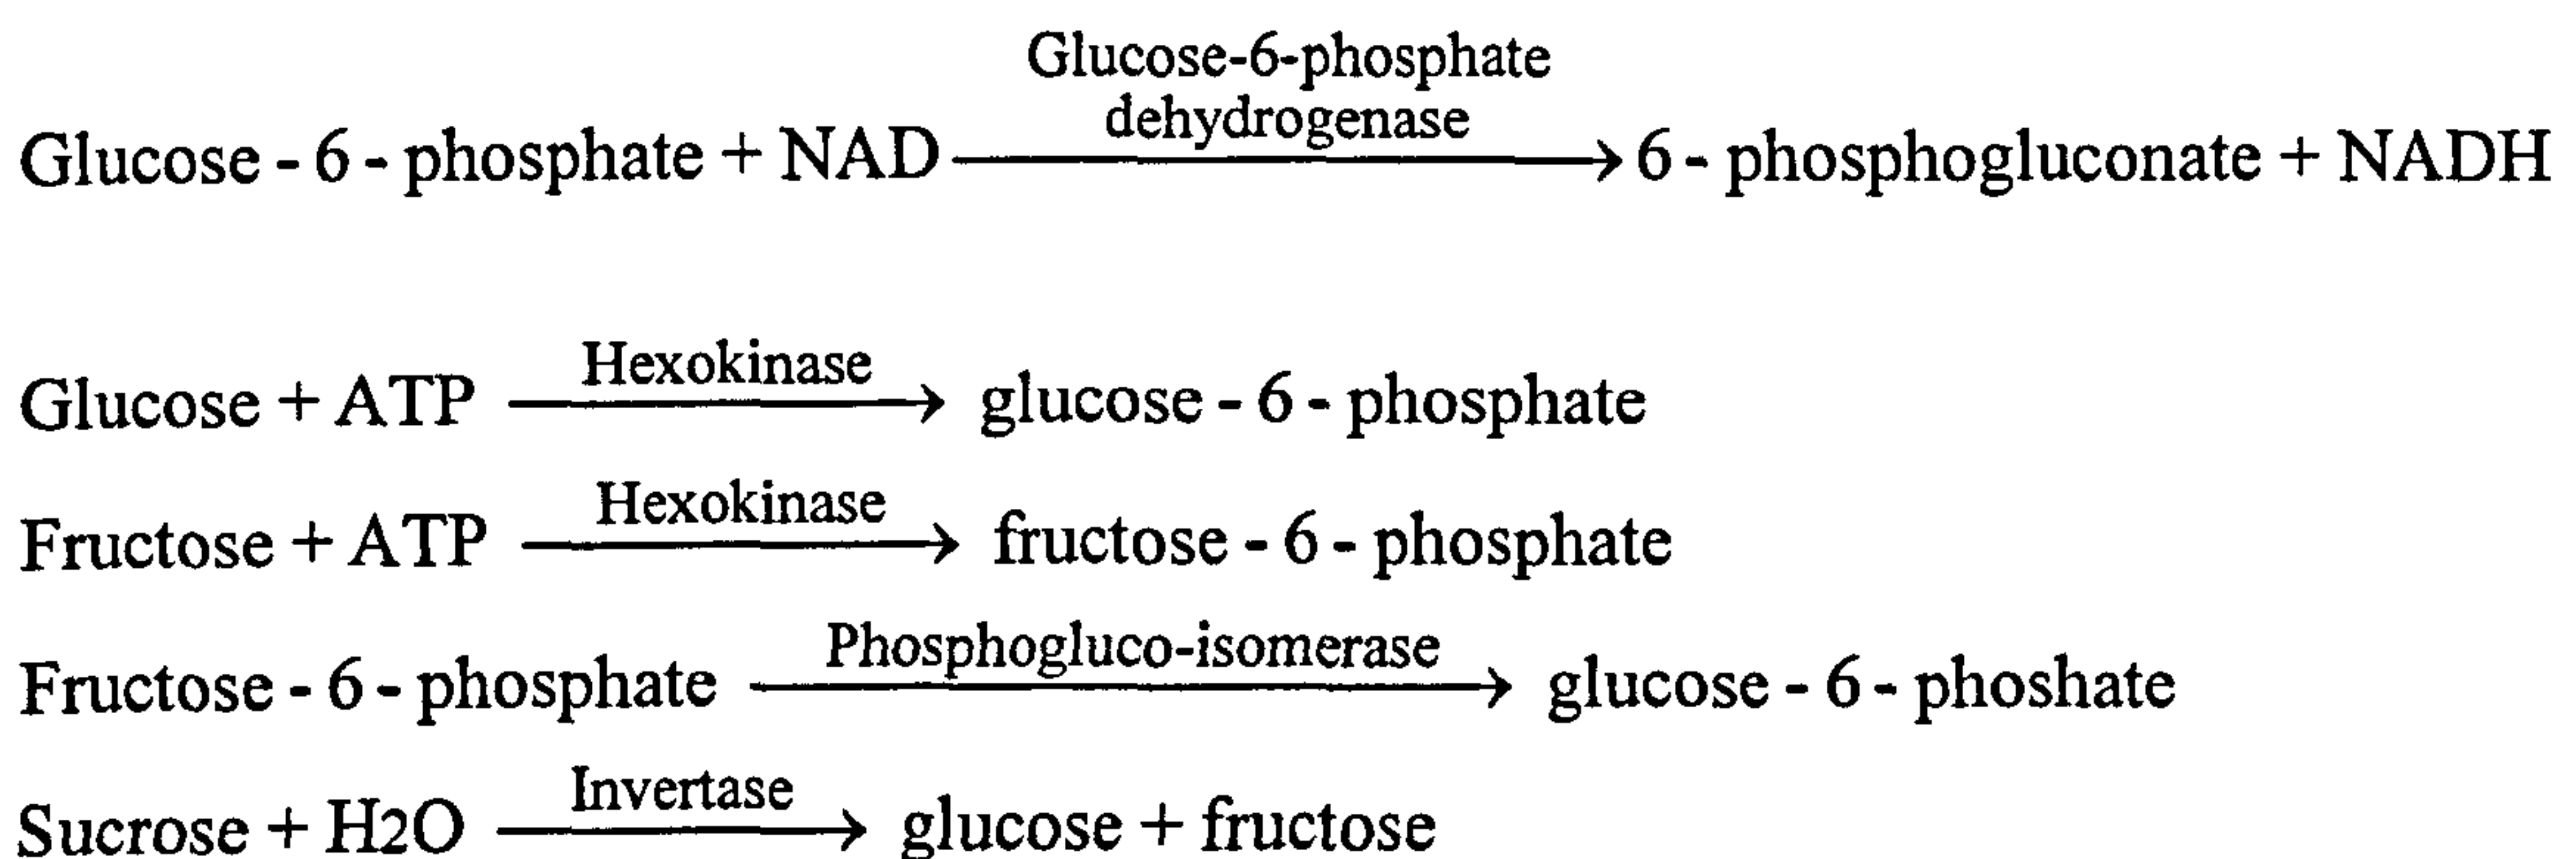 Glucose-6-phosphate
dehydrogenase
Glucose - 6 - phosphate + NAD → 6 - phosphogluconate + NADH
Hexokinase
Glucose + ATP → glucose - 6 - phosphate
Hexokinase
Fructose + ATP → fructose - 6 - phosphate
Phosphogluco-isomerase
Fructose - 6 - phosphate → glucose - 6 - phoshate
Invertase
Sucrose + H2O → glucose + fructose